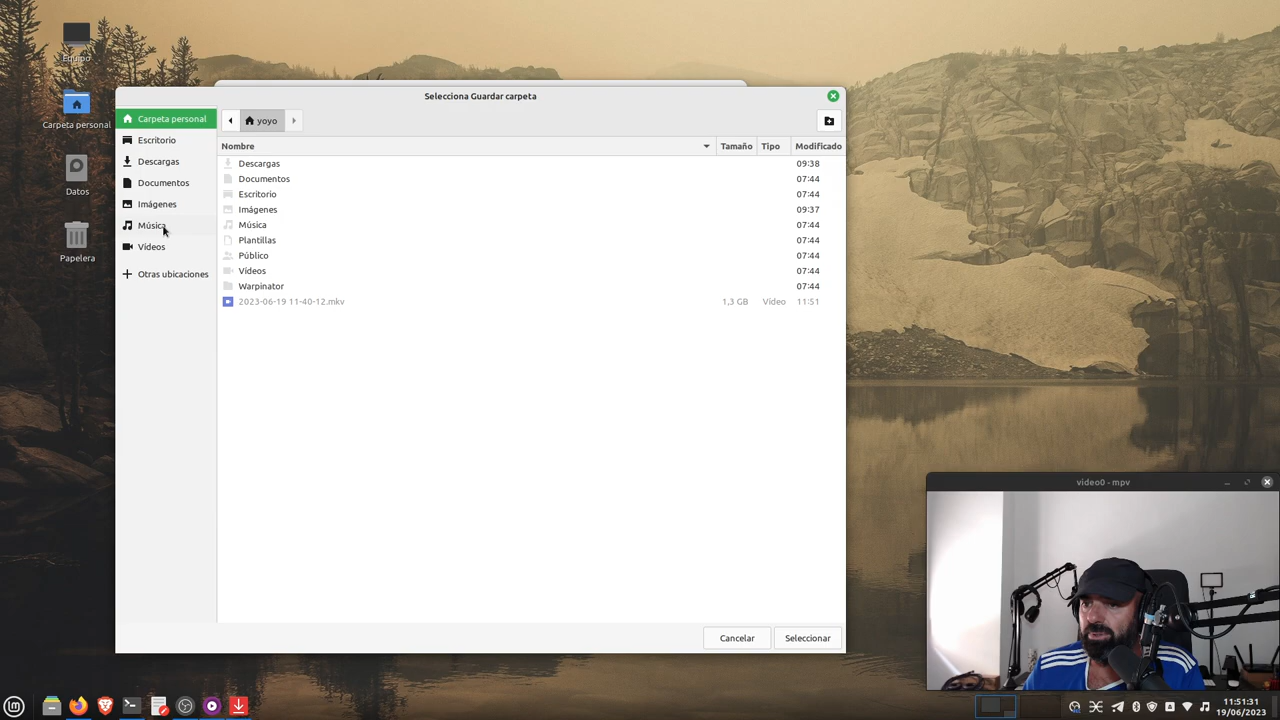 Equipo
Carpeta personal
Datos
Papelera
Selecciona Guardar carpeta
Carpeta personal
Escritorio
Descargas
Documentos
Imágenes
Música
Vídeos
Otras ubicaciones
yoyo
Nombre Tamaño Tipo Modificado
Descargas 09:38
Documentos 07:44
Escritorio 07:44
Imágenes 09:37
Música 07:44
Plantillas 07:44
Público 07:44
Vídeos 07:44
Warpinator 07:44
2023-06-19 11-40-12.mkv 1,3 GB Vídeo 11:51
Cancelar Seleccionar
video0 - mpv
11:51:31
19/06/2023